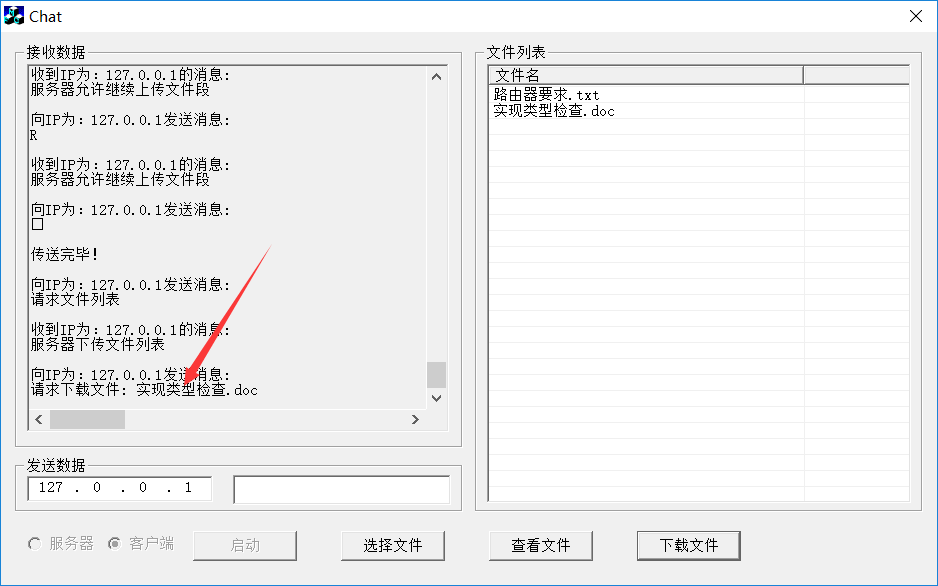 Chat
接收数据
收到IP为：127.0.0.1的消息：
服务器允许继续上传文件段
向IP为：127.0.0.1发送消息：
R
收到IP为：127.0.0.1的消息：
服务器允许继续上传文件段
向IP为：127.0.0.1发送消息：
□
传送完毕！
向IP为：127.0.0.1发送消息：
请求文件列表
收到IP为：127.0.0.1的消息：
服务器下传文件列表
向IP为：127.0.0.1发送消息：
请求下载文件：实现类型检查.doc
发送数据
127 . 0 . 0 . 1
服务器 客户端 启动 选择文件 查看文件 下载文件
文件列表
文件名
路由器要求.txt
实现类型检查.doc